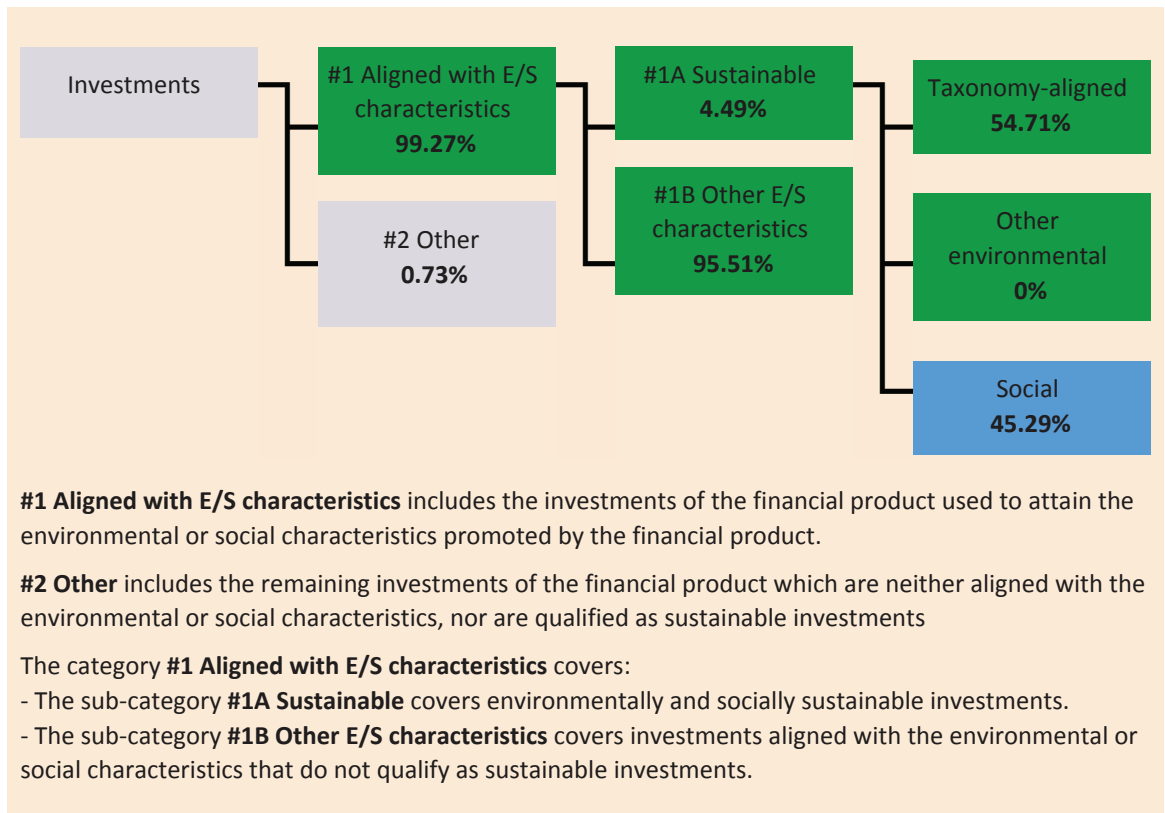 Investments
#1 Aligned with E/S
characteristics
99.27%
#2 Other
0.73%
#1A Sustainable
4.49%
#1B Other E/S
characteristics
95.51%
Taxonomy-aligned
54.71%
Other
environmental
0%
Social
45.29%
#1 Aligned with E/S characteristics includes the investments of the financial product used to attain the
environmental or social characteristics promoted by the financial product.
#2 Other includes the remaining investments of the financial product which are neither aligned with the
environmental or social characteristics, nor are qualified as sustainable investments
The category #1 Aligned with E/S characteristics covers:
- The sub-category #1A Sustainable covers environmentally and socially sustainable investments.
- The sub-category #1B Other E/S characteristics covers investments aligned with the environmental or
social characteristics that do not qualify as sustainable investments.